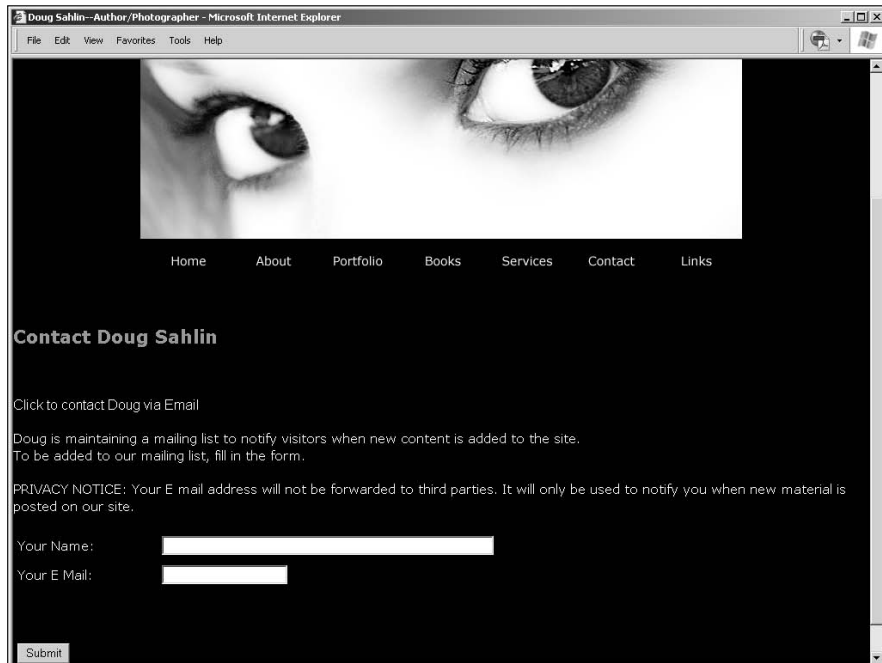 Doug Sahlin--Author/Photographer - Microsoft Internet Explorer
File Edit View Favorites Tools Help
Home About Portfolio Books Services Contact Links
Contact Doug Sahlin
Click to contact Doug via Email
Doug is maintaining a mailing list to notify visitors when new content is added to the site.
To be added to our mailing list, fill in the form.
PRIVACY NOTICE: Your E mail address will not be forwarded to third parties. It will only be used to notify you when new material is
posted on our site.
Your Name:
Your E Mail:
Submit